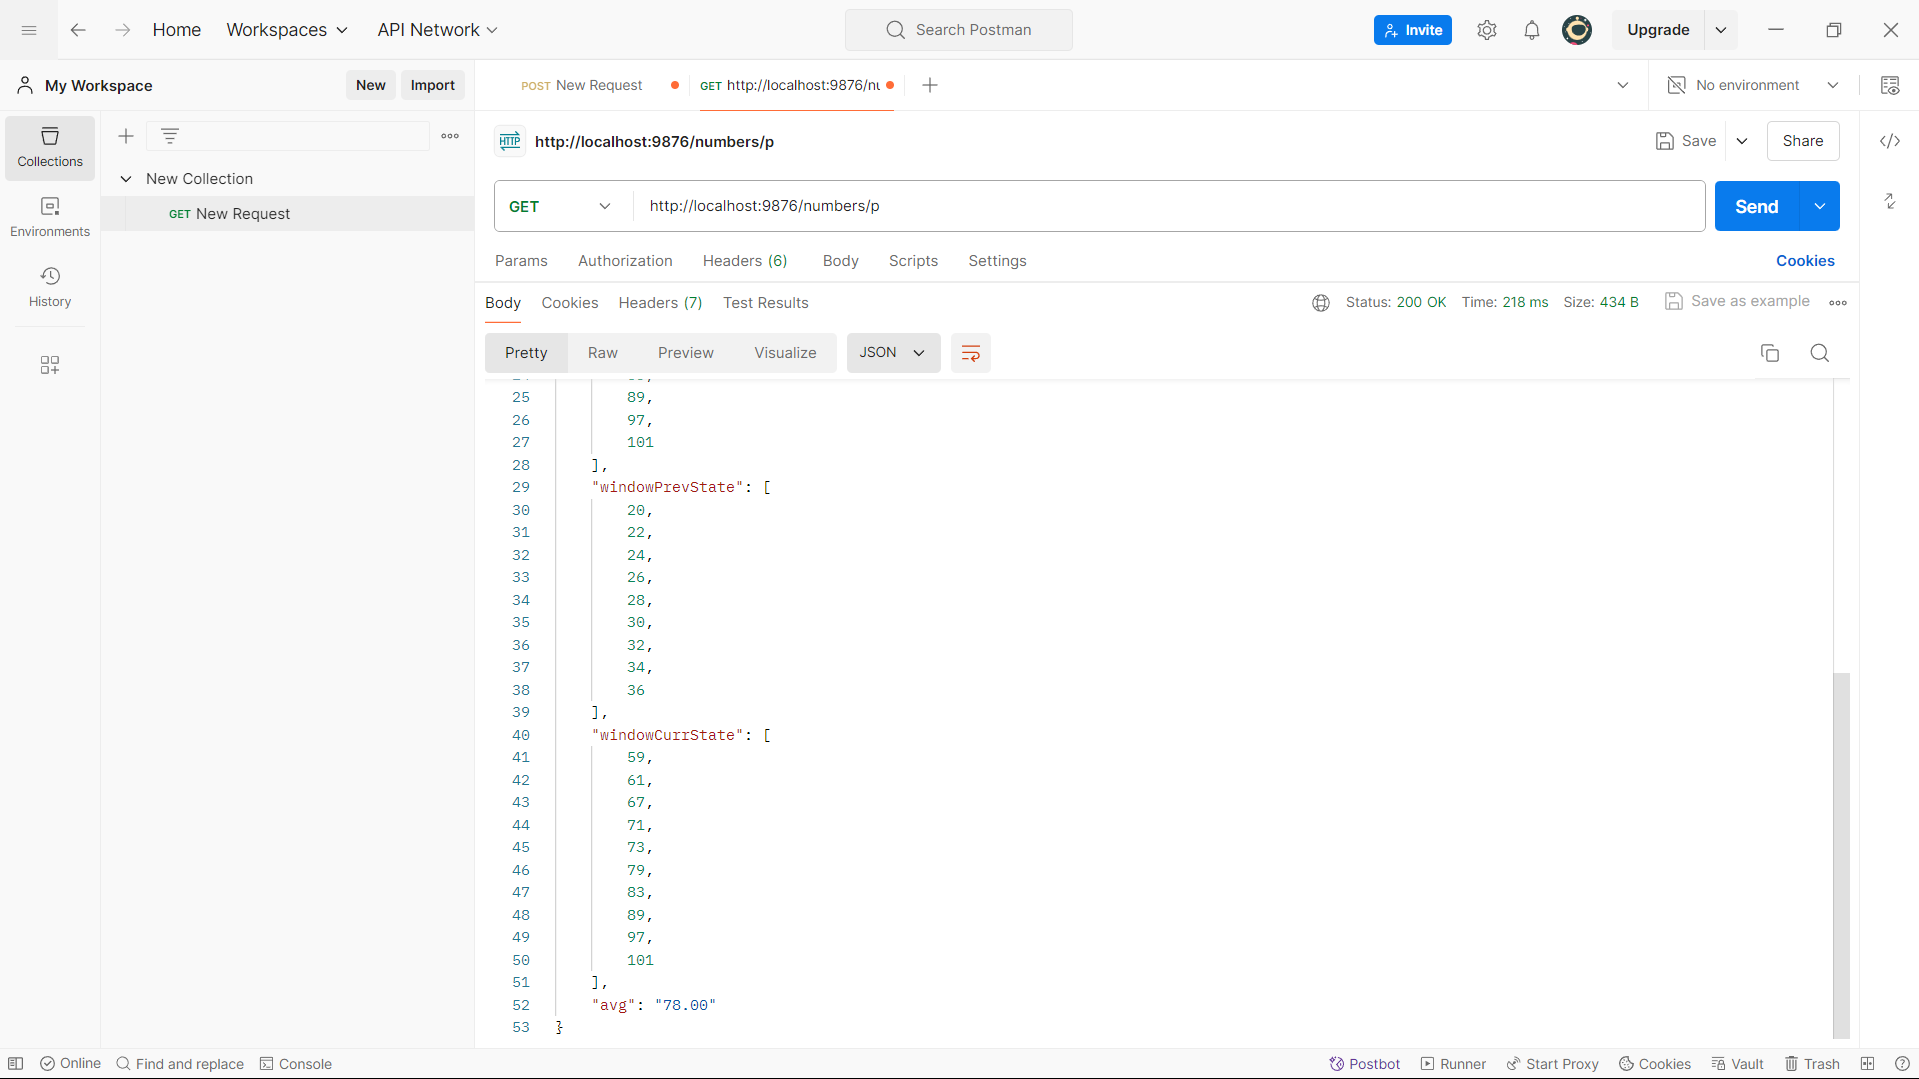 Home
Workspaces
API Network
Search Postman
Invite
Upgrade
My Workspace
New
Import
POST New Request
GET http://localhost:9876/nu
No environment
Collections
Environments
History
New Collection
GET New Request
HTTP
http://localhost:9876/numbers/p
Save
Share
GET
http://localhost:9876/numbers/p
Send
Params
Authorization
Headers (6)
Body
Scripts
Settings
Cookies
Body
Cookies
Headers (7)
Test Results
Status: 200 OK
Time: 218 ms
Size: 434 B
Save as example
Pretty
Raw
Preview
Visualize
JSON
25 89,
26 97,
27 101
28 ],
29 "windowPrevState": [
30 20,
31 22,
32 24,
33 26,
34 28,
35 30,
36 32,
37 34,
38 36
39 ],
40 "windowCurrState": [
41 59,
42 61,
43 67,
44 71,
45 73,
46 79,
47 83,
48 89,
49 97,
50 101
51 ],
52 "avg": "78.00"
53 }
Online
Find and replace
Console
Postbot
Runner
Start Proxy
Cookies
Vault
Trash